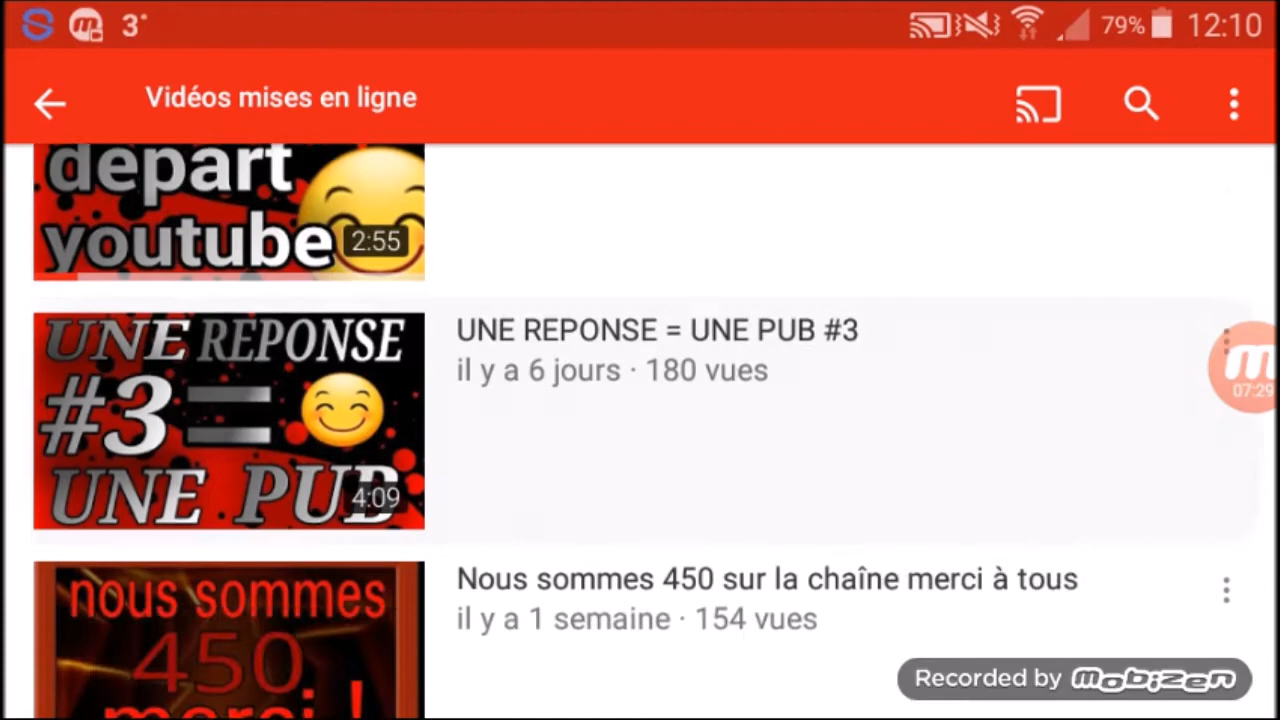 3°
79%
12:10
Vidéos mises en ligne
depart
youtube
2:55
UNE REPONSE
#3 =
UNE PUB
4:09
UNE REPONSE = UNE PUB #3
il y a 6 jours · 180 vues
07:29
nous sommes
450
merci !
Nous sommes 450 sur la chaîne merci à tous
il y a 1 semaine · 154 vues
Recorded by mobizen